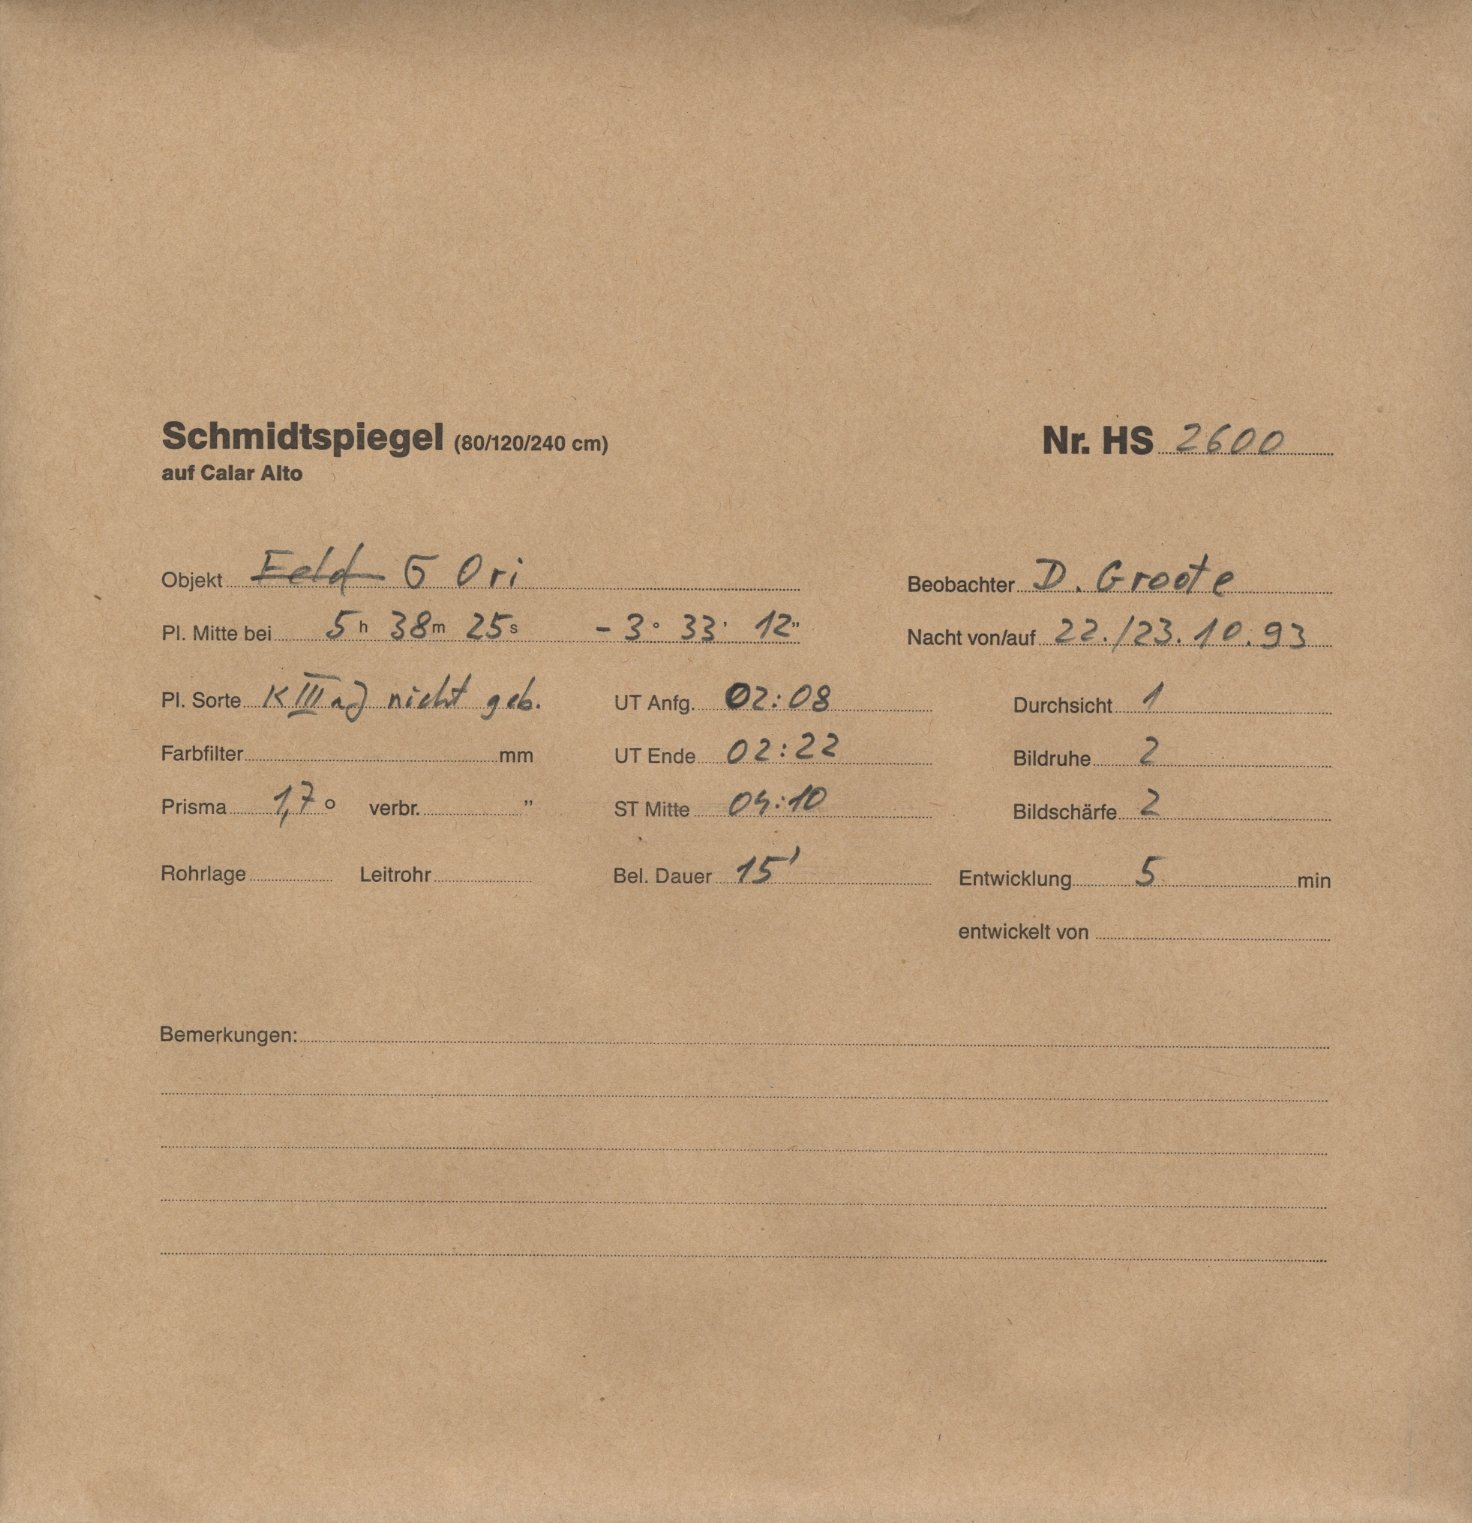 Schmidtspiegel (80/120/240 cm)
auf Calar Alto
Nr. HS 2600
Objekt Feld σ Ori
Beobachter D. Groote
Pl. Mitte bei 5 h 38 m 25 s - 3 ° 33 ' 12 "
Nacht von/auf 22./23.10.93
Pl. Sorte K III aJ nicht geb.
UT Anfg. 02:08
Durchsicht 1
Farbfilter mm
UT Ende 02:22
Bildruhe 2
Prisma 1,7 ° verbr. "
ST Mitte 04:10
Bildschärfe 2
Rohrlage Leitrohr
Bel. Dauer 15'
Entwicklung 5 min
entwickelt von
Bemerkungen: